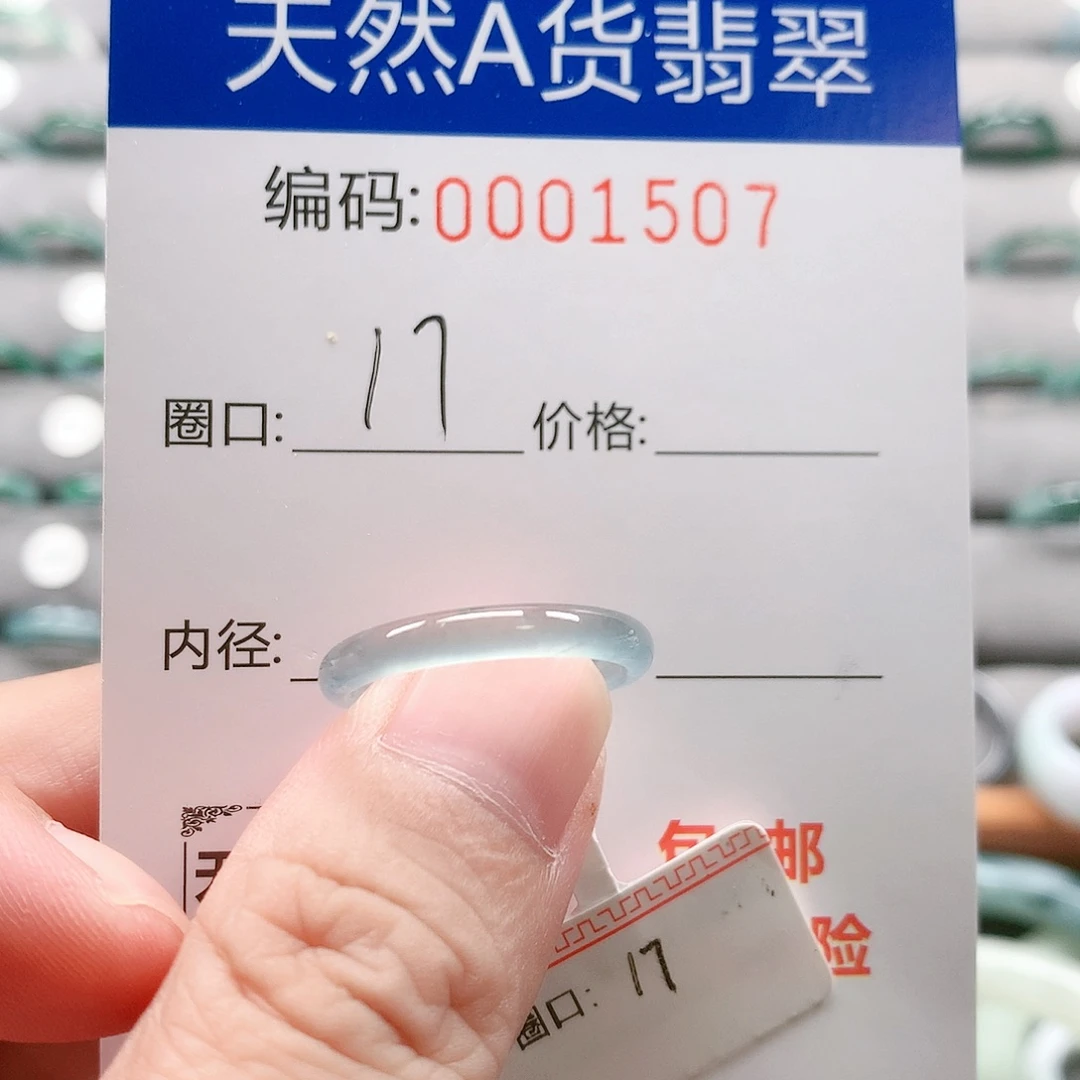 天然A货翡翠
编码:0001507
圈口: 17 价格:
内径:
包 邮
险
圈口: 17